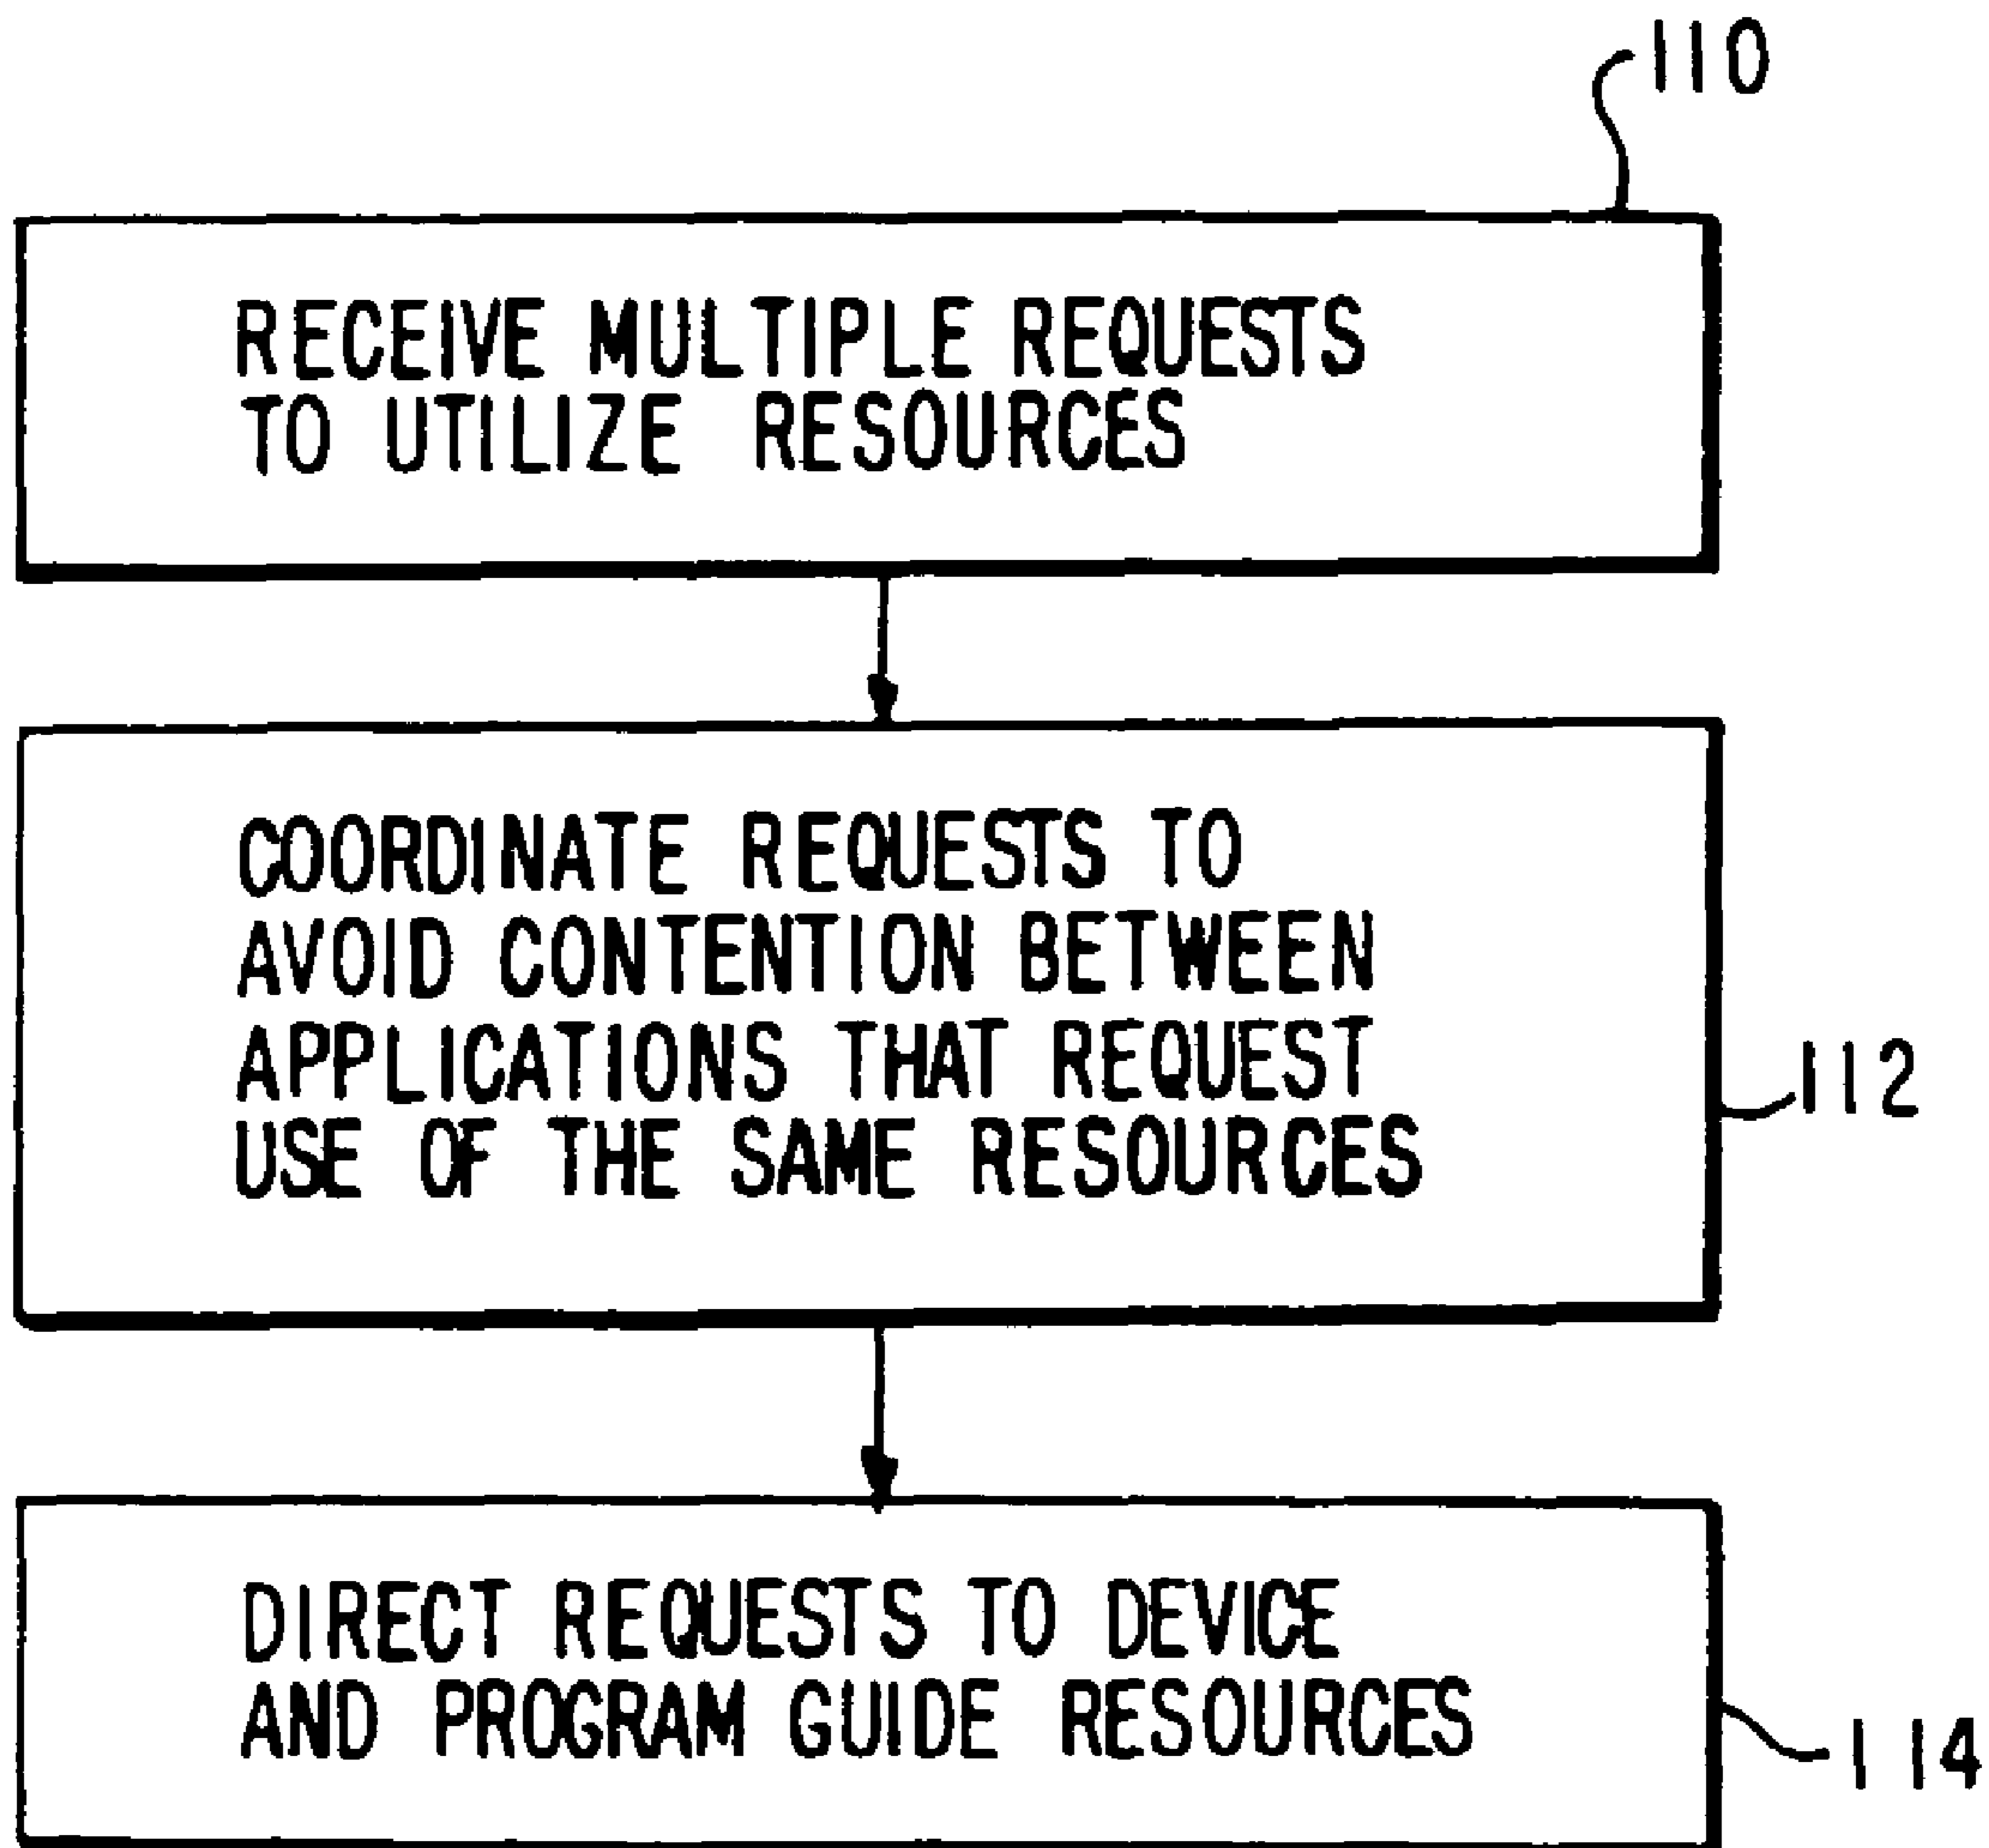 110
RECEIVE MULTIPLE REQUESTS
TO UTILIZE RESOURCES
COORDINATE REQUESTS TO
AVOID CONTENTION BETWEEN
APPLICATIONS THAT REQUEST
USE OF THE SAME RESOURCES
112
DIRECT REQUESTS TO DEVICE
AND PROGRAM GUIDE RESOURCES
114